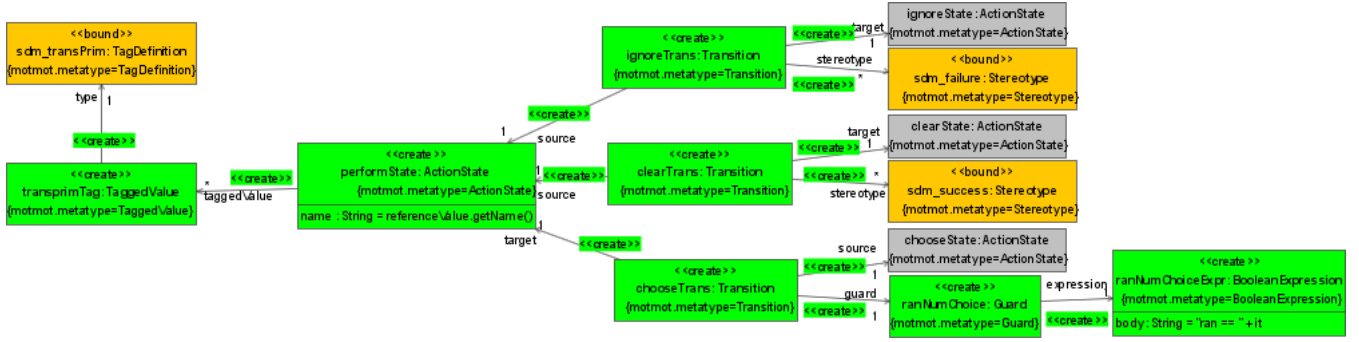 <<bound>>
sdm_transPrim: TagDefinition
{motmot.metatype=TagDefinition}
type
1
<<create>>
<<create>>
transprimTag: TaggedValue
{motmot.metatype=TaggedValue}
<<create>>
*
taggedValue
<<create>>
performState: ActionState
{motmot.metatype=ActionState}
name : String = referenceValue.getName()
<<create>>
ignoreTrans: Transition
{motmot.metatype=Transition}
<<create>>
1
source
<<create>>
target
1
ignoreState: ActionState
{motmot.metatype=ActionState}
stereotype
<<create>>
*
<<bound>>
sdm_failure: Stereotype
{motmot.metatype=Stereotype}
1
<<create>>
source
<<create>>
clearTrans: Transition
{motmot.metatype=Transition}
target
<<create>>
1
clearState: ActionState
{motmot.metatype=ActionState}
<<create>>
*
stereotype
<<bound>>
sdm_success: Stereotype
{motmot.metatype=Stereotype}
1
target
<<create>>
<<create>>
chooseTrans: Transition
{motmot.metatype=Transition}
source
<<create>>
1
chooseState: ActionState
{motmot.metatype=ActionState}
guard
<<create>>
1
<<create>>
ranNumChoice: Guard
{motmot.metatype=Guard}
expression
1
<<create>>
<<create>>
ranNumChoiceExpr: BooleanExpression
{motmot.metatype=BooleanExpression}
body: String = "ran == "+it